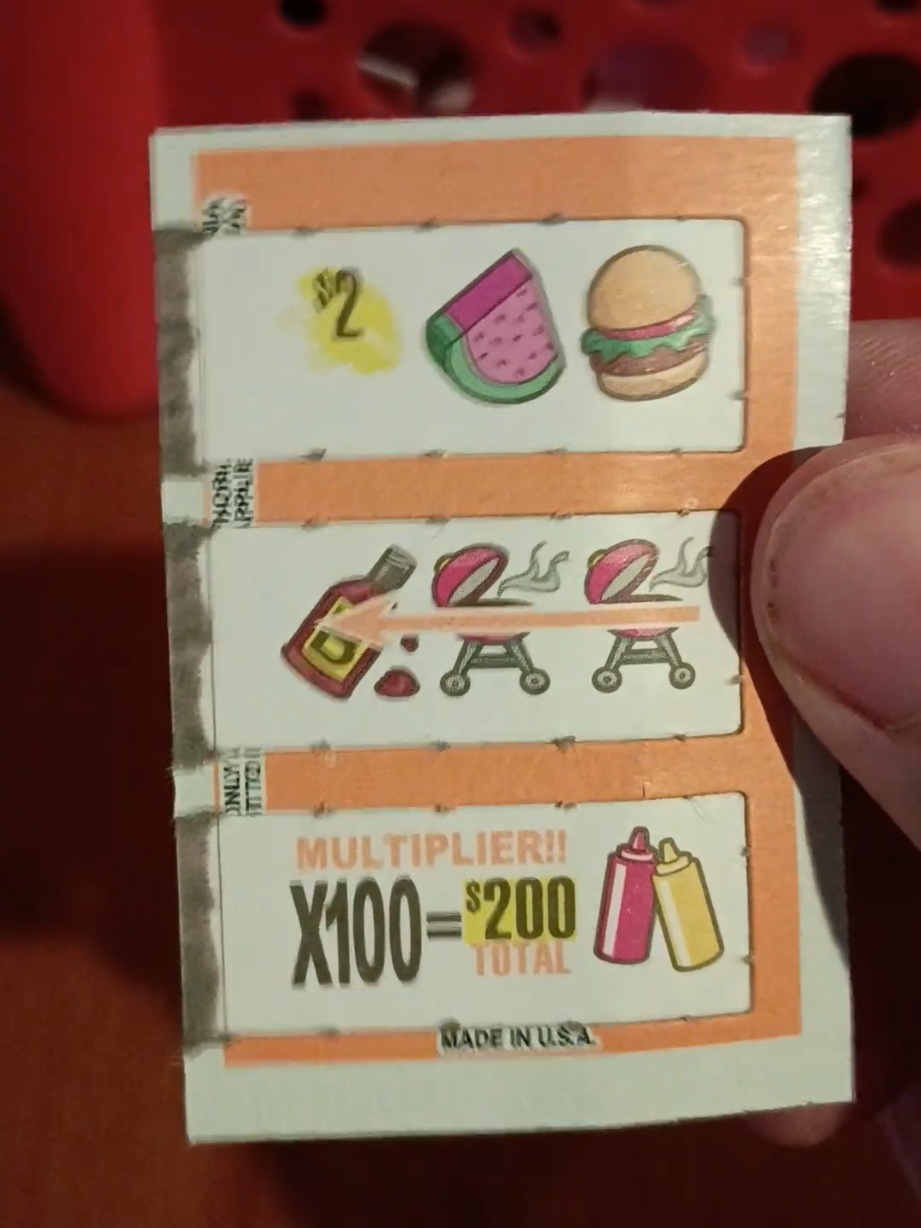 $2
MULTIPLIER!!
X100=$200
TOTAL
MADE IN U.S.A.